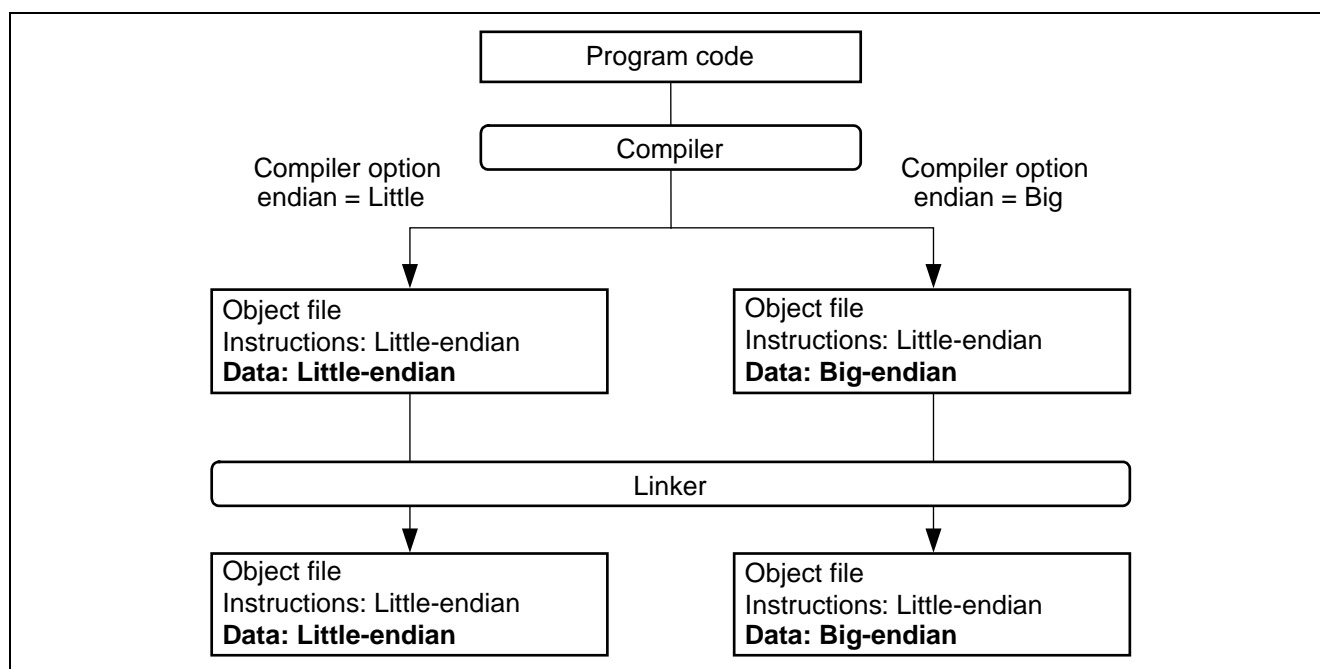 Program code
Compiler
Compiler option
endian = Little
Compiler option
endian = Big
Object file
Instructions: Little-endian
Data: Little-endian
Object file
Instructions: Little-endian
Data: Big-endian
Linker
Object file
Instructions: Little-endian
Data: Little-endian
Object file
Instructions: Little-endian
Data: Big-endian